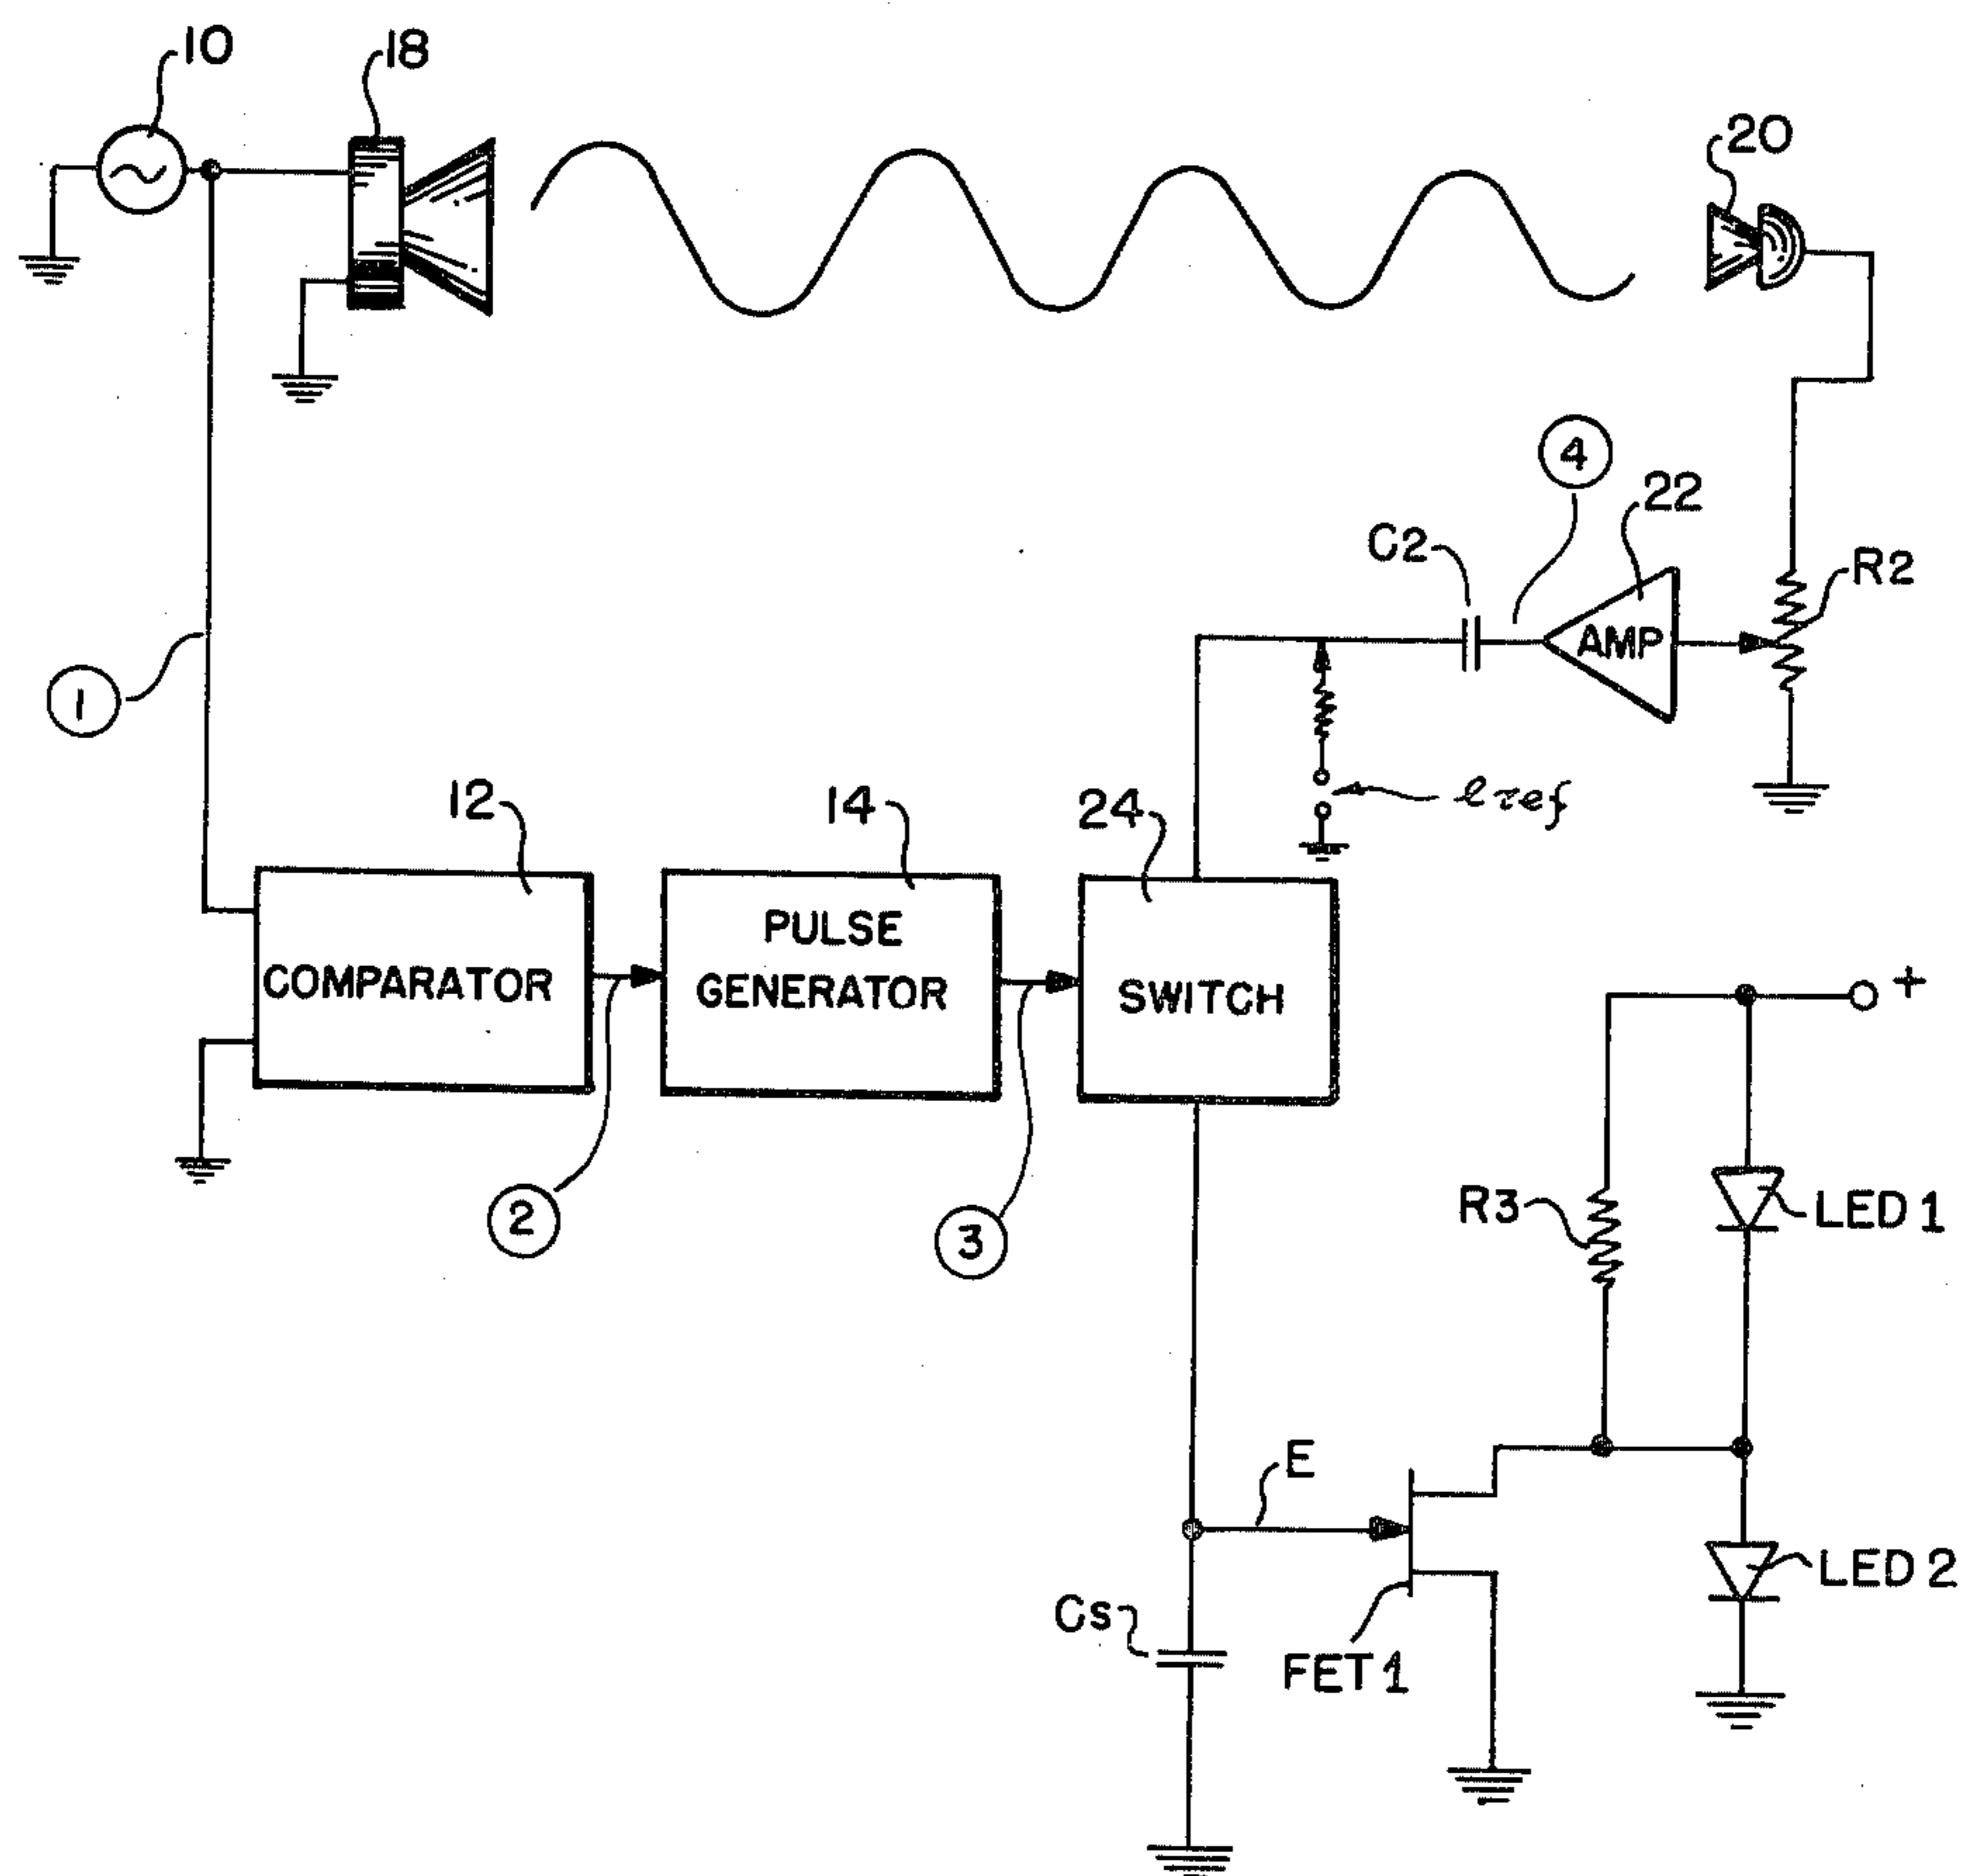 10
18
20
4
22
C2
R2
AMP
1
eref
12
14
24
COMPARATOR
PULSE
GENERATOR
SWITCH
+
2
3
R3
LED 1
E
Cs
FET 1
LED 2